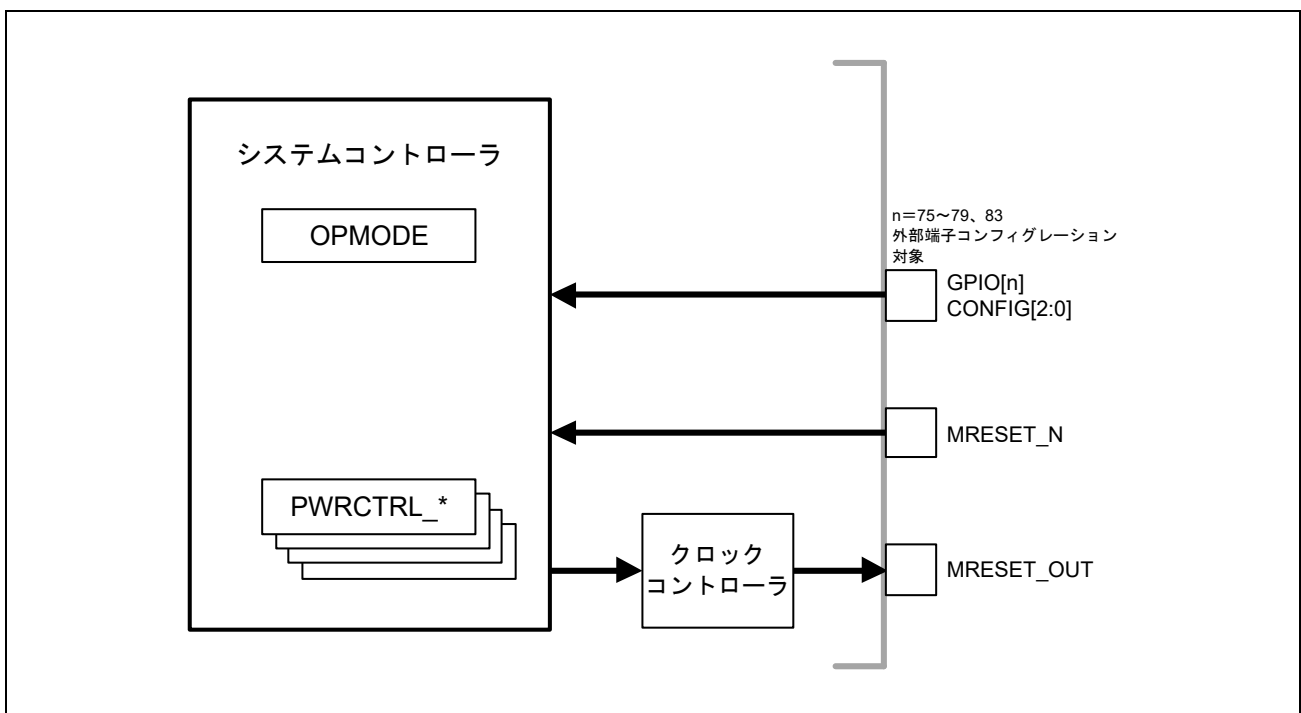 システムコントローラ
OPMODE
n＝75～79、83
外部端子コンフィグレーション
対象
GPIO[n]
CONFIG[2:0]
MRESET_N
PWRCTRL_*
クロック
コントローラ
MRESET_OUT